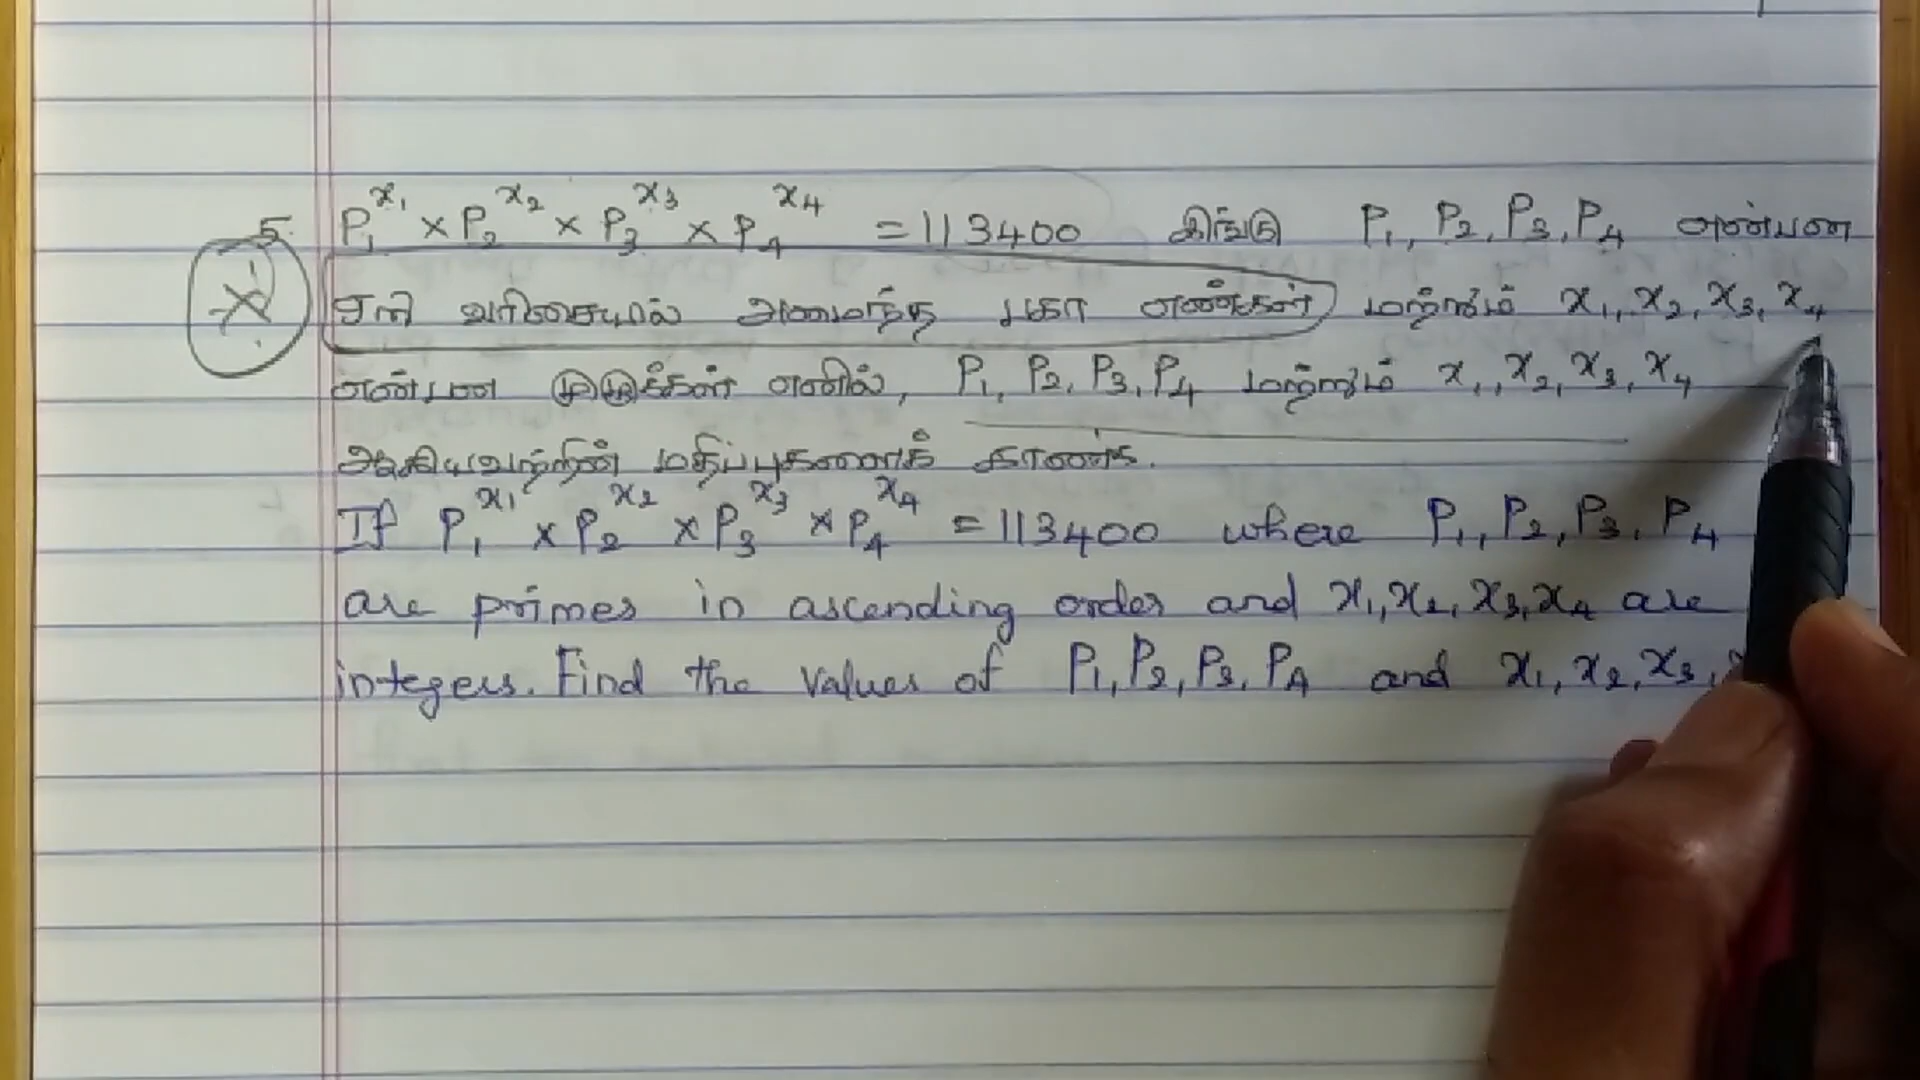 5. P₁^x₁ × P₂^x₂ × P₃^x₃ × P₄^x₄ = 113400 இங்கு P₁, P₂, P₃, P₄ என்பன
ஏறு வரிசையில் அமைந்த பகா எண்கள் மற்றும் x₁, x₂, x₃, x₄
என்பன முழுக்கள் எனில், P₁, P₂, P₃, P₄ மற்றும் x₁, x₂, x₃, x₄
ஆகியவற்றின் மதிப்புகளைக் காண்க.
If P₁^x₁ × P₂^x₂ × P₃^x₃ × P₄^x₄ = 113400 where P₁, P₂, P₃, P₄
are primes in ascending order and x₁, x₂, x₃, x₄ are
integers. Find the values of P₁, P₂, P₃, P₄ and x₁, x₂, x₃,